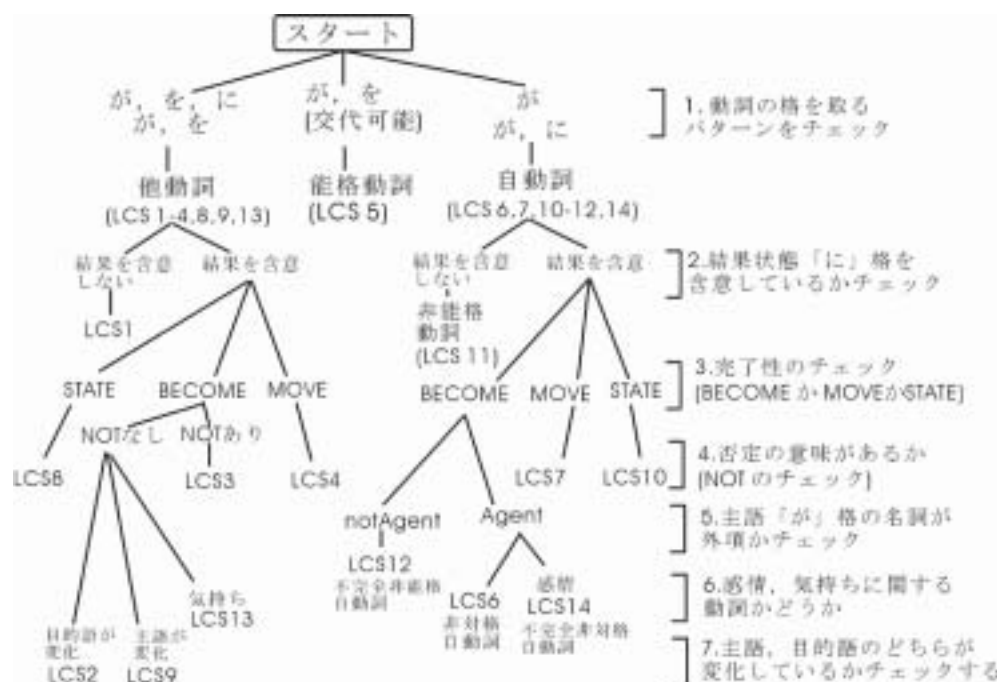 スタート
が，を，に
が，を
が，を
(交代可能)
が
が，に
1.動詞の格を取る
パターンをチェック
他動詞
(LCS 1-4,8,9,13)
能格動詞
(LCS 5)
自動詞
(LCS 6,7,10-12,14)
結果を含意
しない
結果を含意
結果を含意
しない
結果を含意
2.結果状態「に」格を
含意しているかチェック
LCS1
非能格
動詞
(LCS 11)
STATE
BECOME
MOVE
BECOME
MOVE
STATE
3.完了性のチェック
(BECOME か MOVEかSTATE)
NOTなし
NOTあり
LCS8
LCS3
LCS4
LCS7
LCS10
4.否定の意味があるか
(NOT のチェック)
notAgent
Agent
5.主語「が」格の名詞が
外項かチェック
LCS12
不完全非能格
自動詞
気持ち
LCS13
LCS6
非対格
自動詞
感情
LCS14
不完全非対格
自動詞
6.感情，気持ちに関する
動詞かどうか
目的語が
変化
LCS2
主語が
変化
LCS9
7.主語，目的語のどちらが
変化しているかチェックする